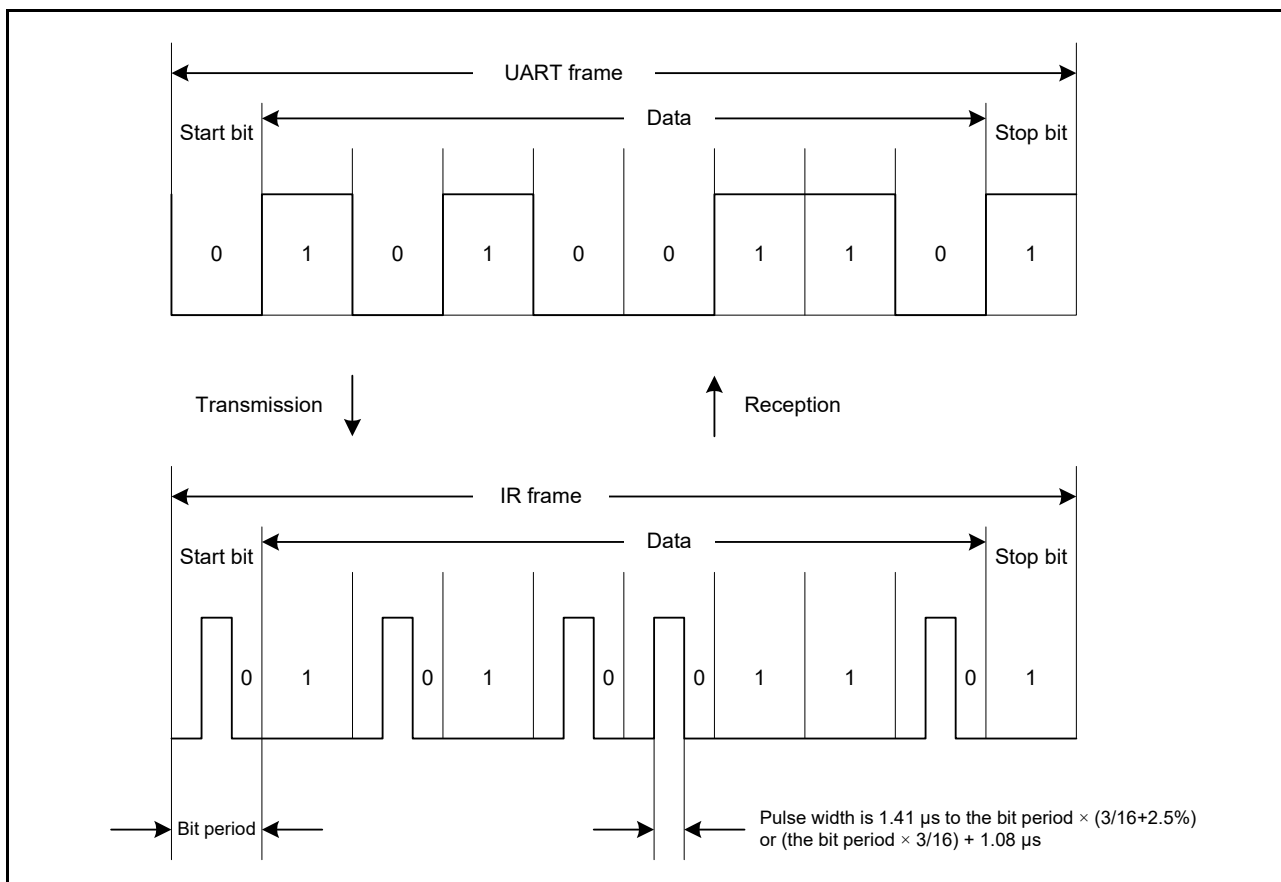 UART frame
Start bit
Data
Stop bit
0 1 0 1 0 0 1 1 0 1
Transmission
Reception
IR frame
Start bit
Data
Stop bit
0 1 0 1 0 0 1 1 0 1
Bit period
Pulse width is 1.41 µs to the bit period × (3/16+2.5%)
or (the bit period × 3/16) + 1.08 µs